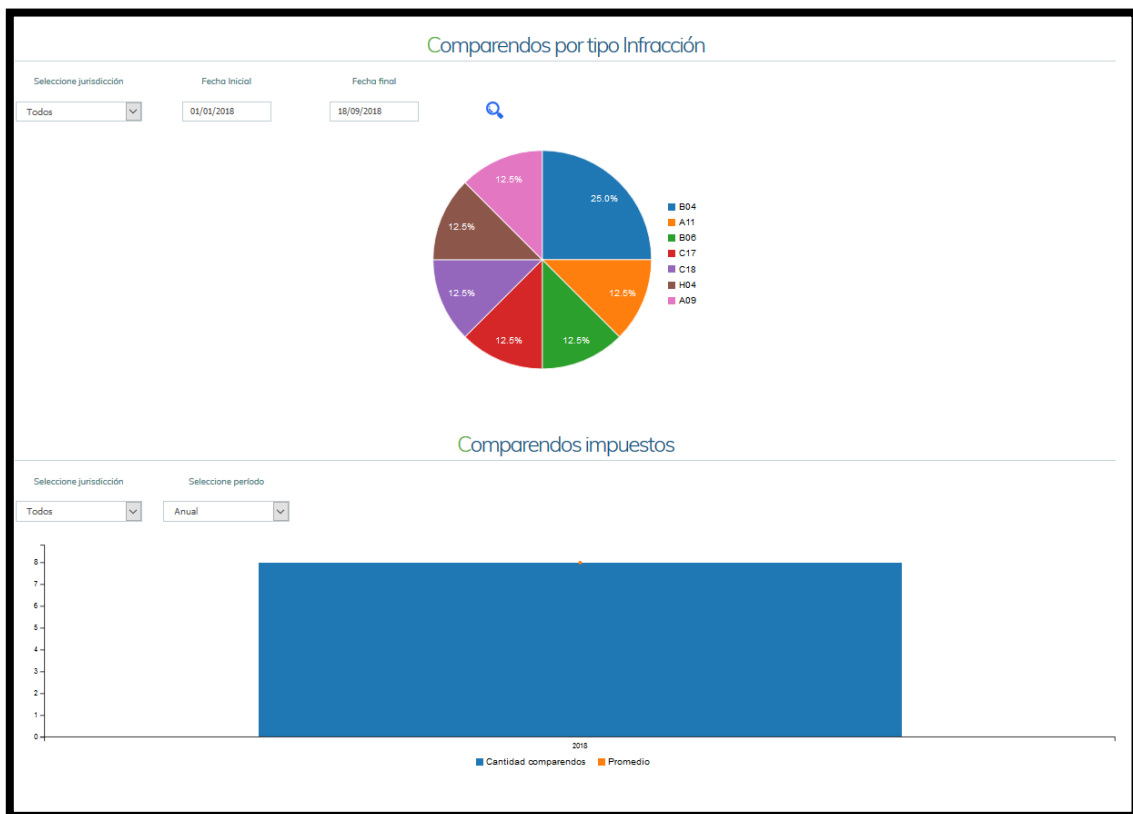 Comparendos por tipo Infracción
Seleccione jurisdicción Fecha Inicial Fecha final
Todos 01/01/2018 18/09/2018
12.5% 25.0%
12.5% 12.5%
12.5% 12.5%
12.5% 12.5%
B04
A11
B06
C17
C18
H04
A09
Comparendos impuestos
Seleccione jurisdicción Seleccione período
Todos Anual
8
7
6
5
4
3
2
1
0
2018
Cantidad comparendos Promedio